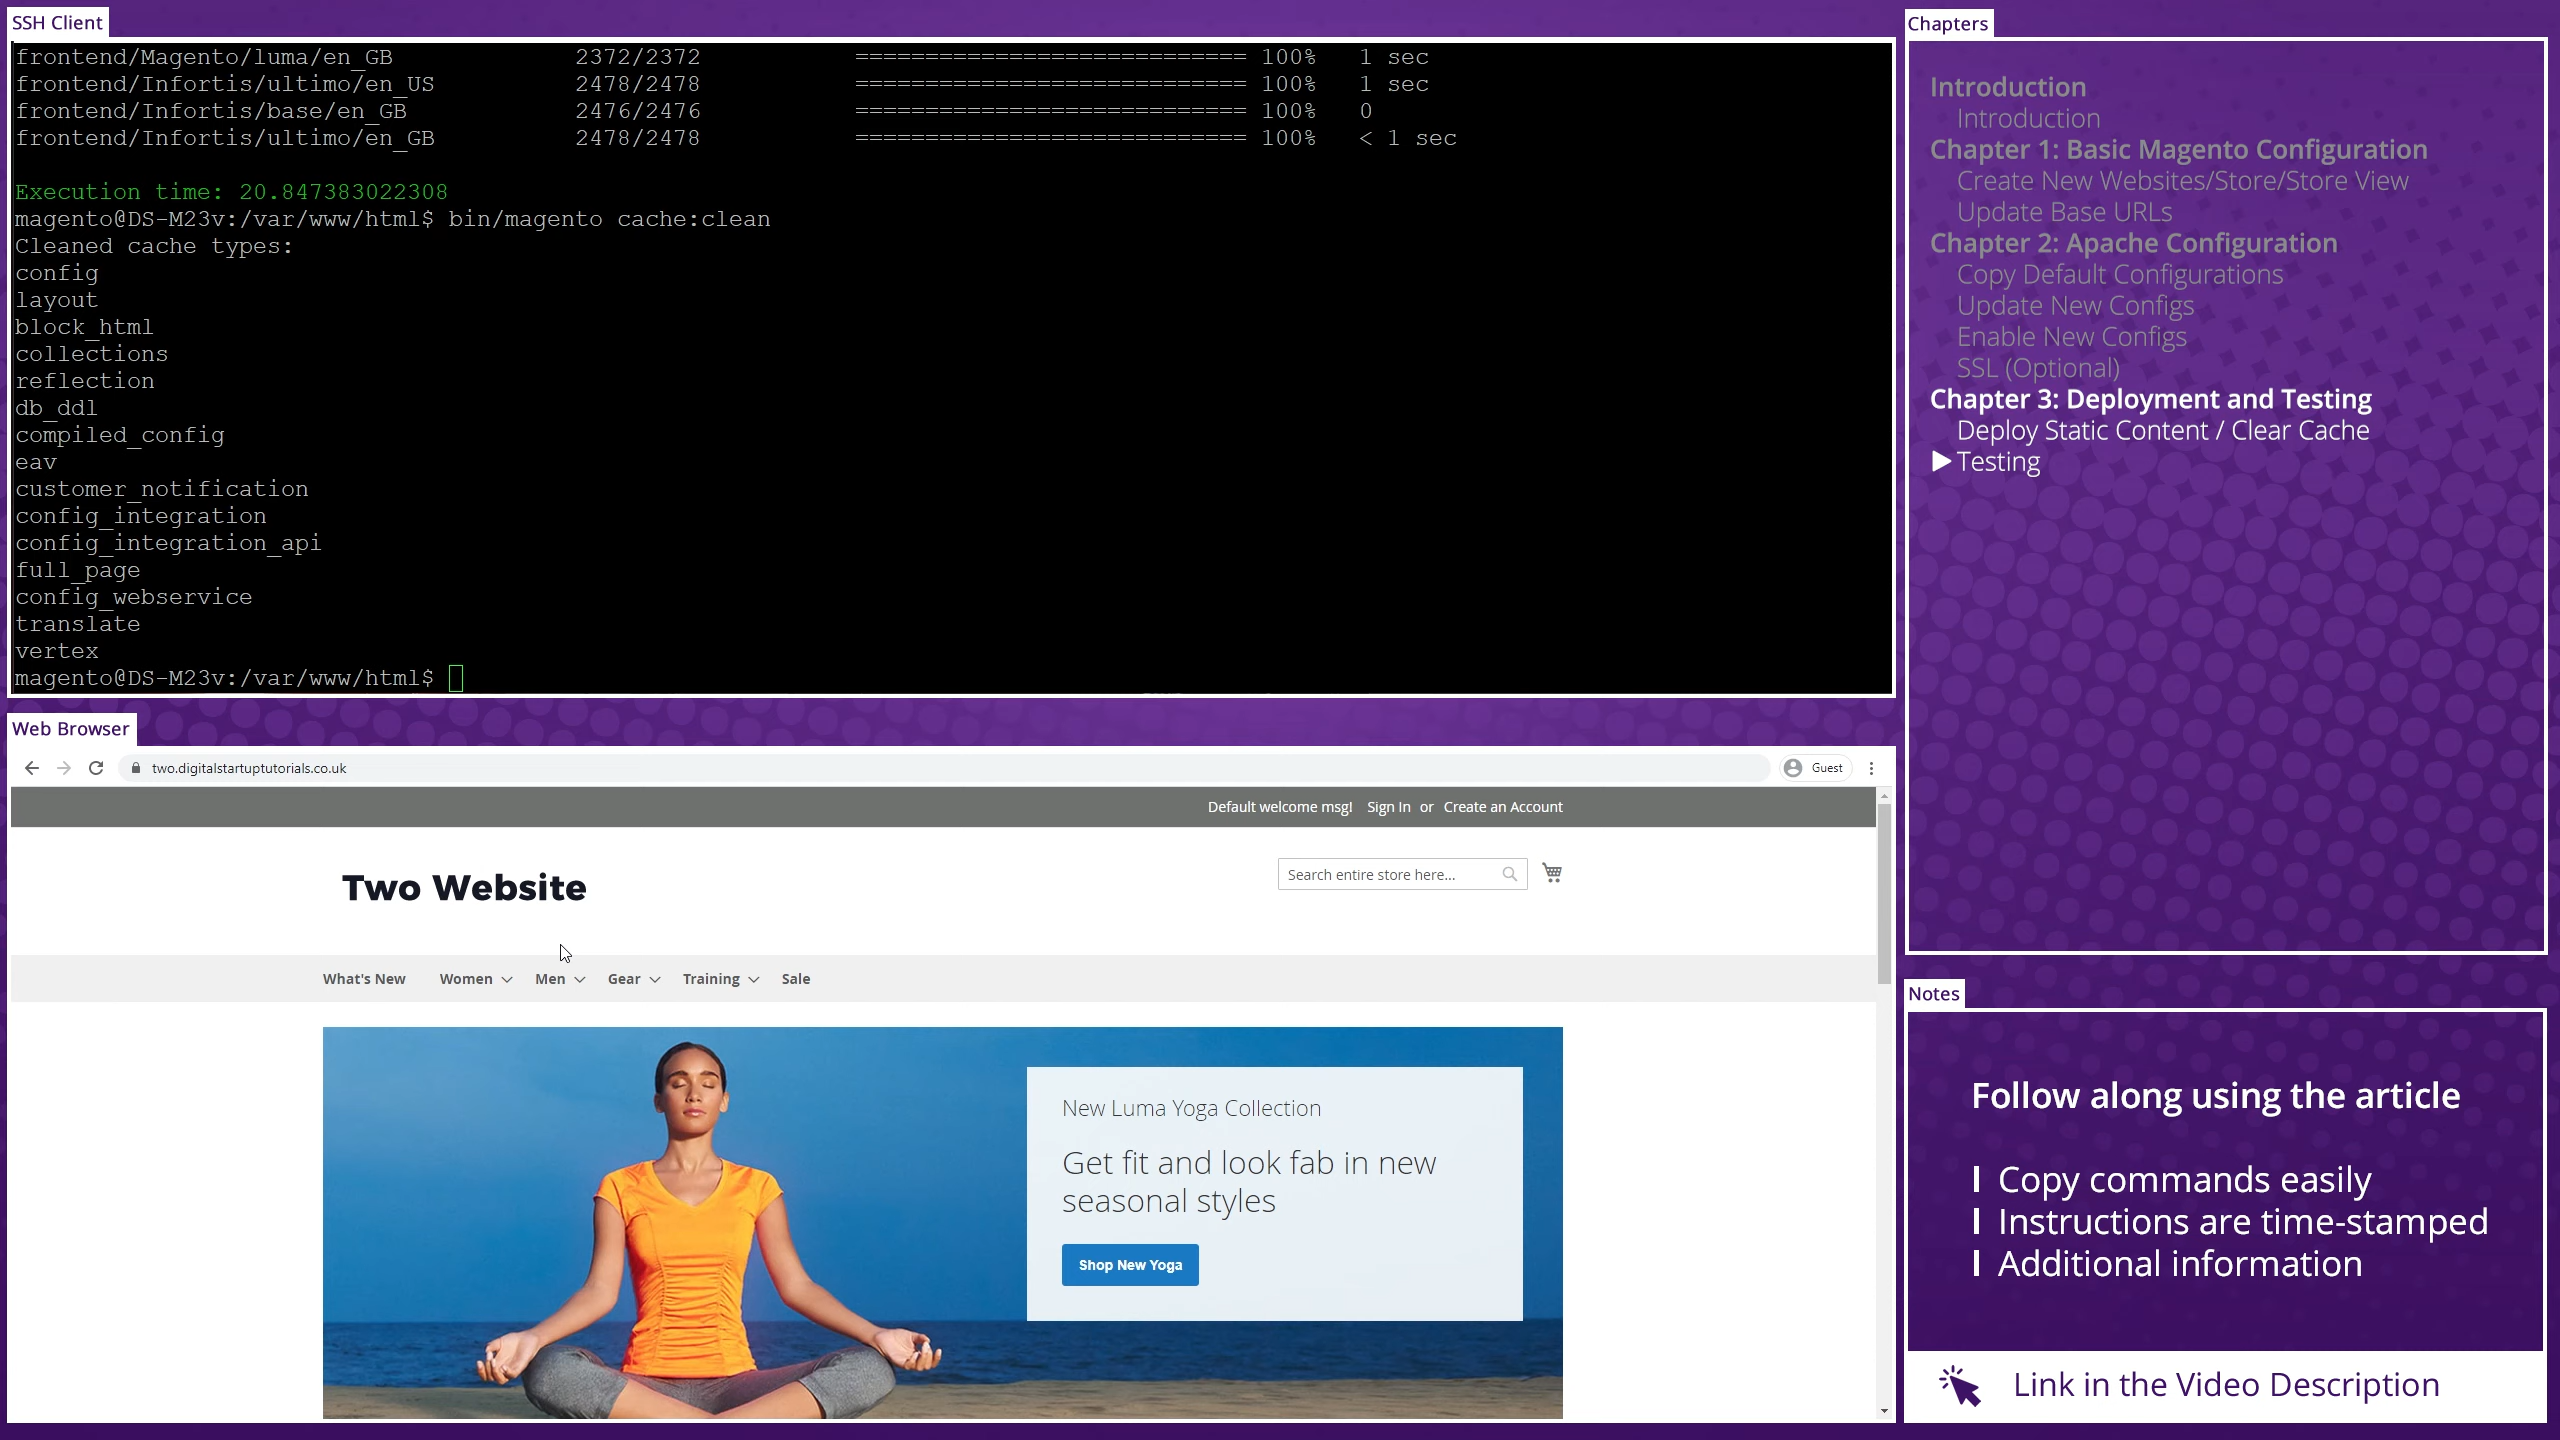 SSH Client
frontend/Magento/luma/en_GB 2372/2372 ============================ 100% 1 sec
frontend/Infortis/ultimo/en_US 2478/2478 ============================ 100% 1 sec
frontend/Infortis/base/en_GB 2476/2476 ============================ 100% 0
frontend/Infortis/ultimo/en_GB 2478/2478 ============================ 100% < 1 sec
Execution time: 20.847383022308
magento@DS-M23v:/var/www/html$ bin/magento cache:clean
Cleaned cache types:
config
layout
block_html
collections
reflection
db_ddl
compiled_config
eav
customer_notification
config_integration
config_integration_api
full_page
config_webservice
translate
vertex
magento@DS-M23v:/var/www/html$
Web Browser
two.digitalstartuptutorials.co.uk
Guest
Default welcome msg! Sign In or Create an Account
Two Website
Search entire store here...
What's New Women Men Gear Training Sale
New Luma Yoga Collection
Get fit and look fab in new
seasonal styles
Shop New Yoga
Chapters
Introduction
Introduction
Chapter 1: Basic Magento Configuration
Create New Websites/Store/Store View
Update Base URLs
Chapter 2: Apache Configuration
Copy Default Configurations
Update New Configs
Enable New Configs
SSL (Optional)
Chapter 3: Deployment and Testing
Deploy Static Content / Clear Cache
Testing
Notes
Follow along using the article
Copy commands easily
Instructions are time-stamped
Additional information
Link in the Video Description